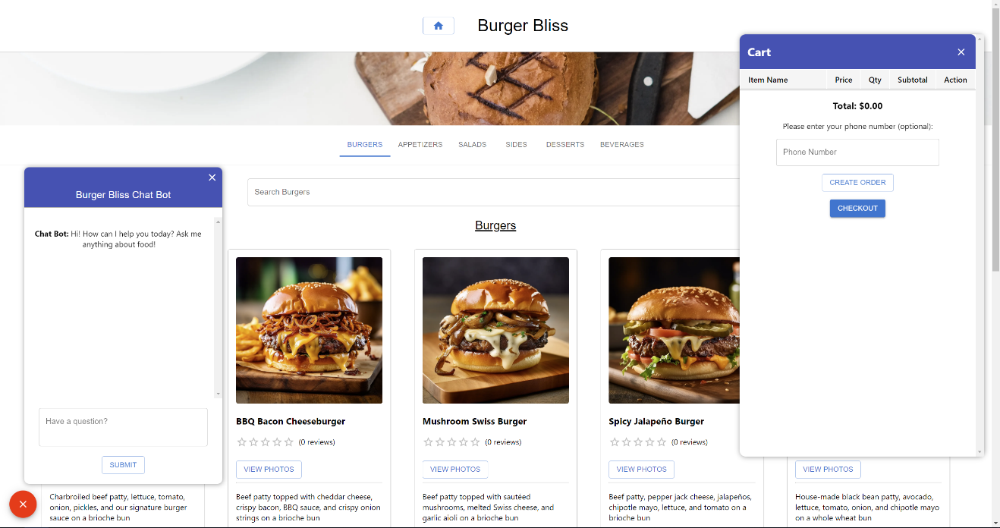 Burger Bliss
Cart
Item Name Price Qty Subtotal Action
Total: $0.00
Please enter your phone number (optional):
Phone Number
CREATE ORDER
CHECKOUT
BURGERS APPETIZERS SALADS SIDES DESSERTS BEVERAGES
Burger Bliss Chat Bot
Chat Bot: Hi! How can I help you today? Ask me
anything about food!
Have a question?
SUBMIT
Search Burgers
Burgers
Charbroiled beef patty, lettuce, tomato,
onion, pickles, and our signature burger
sauce on a brioche bun
BBQ Bacon Cheeseburger
(0 reviews)
VIEW PHOTOS
Beef patty topped with cheddar cheese,
crispy bacon, BBQ sauce, and crispy onion
strings on a brioche bun
Mushroom Swiss Burger
(0 reviews)
VIEW PHOTOS
Beef patty topped with sautéed
mushrooms, melted Swiss cheese, and
garlic aioli on a brioche bun
Spicy Jalapeño Burger
(0 reviews)
VIEW PHOTOS
Beef patty, pepper jack cheese, jalapeños,
chipotle mayo, lettuce, and tomato on a
brioche bun
VIEW PHOTOS
House-made black bean patty, avocado,
lettuce, tomato, onion, and chipotle mayo
on a whole wheat bun